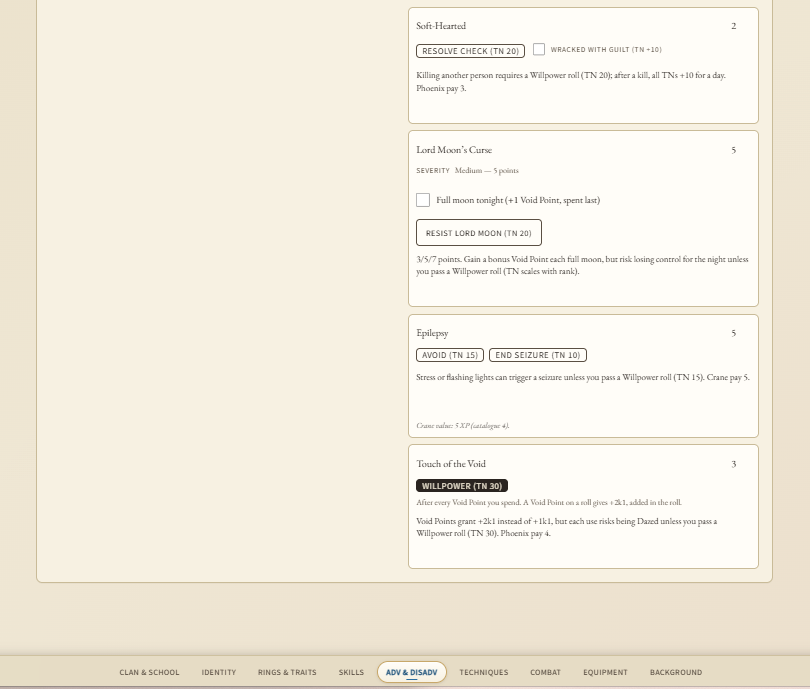 Soft-Hearted 2
RESOLVE CHECK (TN 20) WRACKED WITH GUILT (TN +10)
Killing another person requires a Willpower roll (TN 20); after a kill, all TNs +10 for a day.
Phoenix pay 3.
Lord Moon's Curse 5
SEVERITY Medium — 5 points
Full moon tonight (+1 Void Point, spent last)
RESIST LORD MOON (TN 20)
3/5/7 points. Gain a bonus Void Point each full moon, but risk losing control for the night unless
you pass a Willpower roll (TN scales with rank).
Epilepsy 5
AVOID (TN 15) END SEIZURE (TN 10)
Stress or flashing lights can trigger a seizure unless you pass a Willpower roll (TN 15). Crane pay 5.
Crane value: 5 XP (catalogue 4).
Touch of the Void 3
WILLPOWER (TN 30)
After every Void Point you spend. A Void Point on a roll gives +2k1, added in the roll.
Void Points grant +2k1 instead of +1k1, but each use risks being Dazed unless you pass a
Willpower roll (TN 30). Phoenix pay 4.
CLAN & SCHOOL IDENTITY RINGS & TRAITS SKILLS ADV & DISADV TECHNIQUES COMBAT EQUIPMENT BACKGROUND